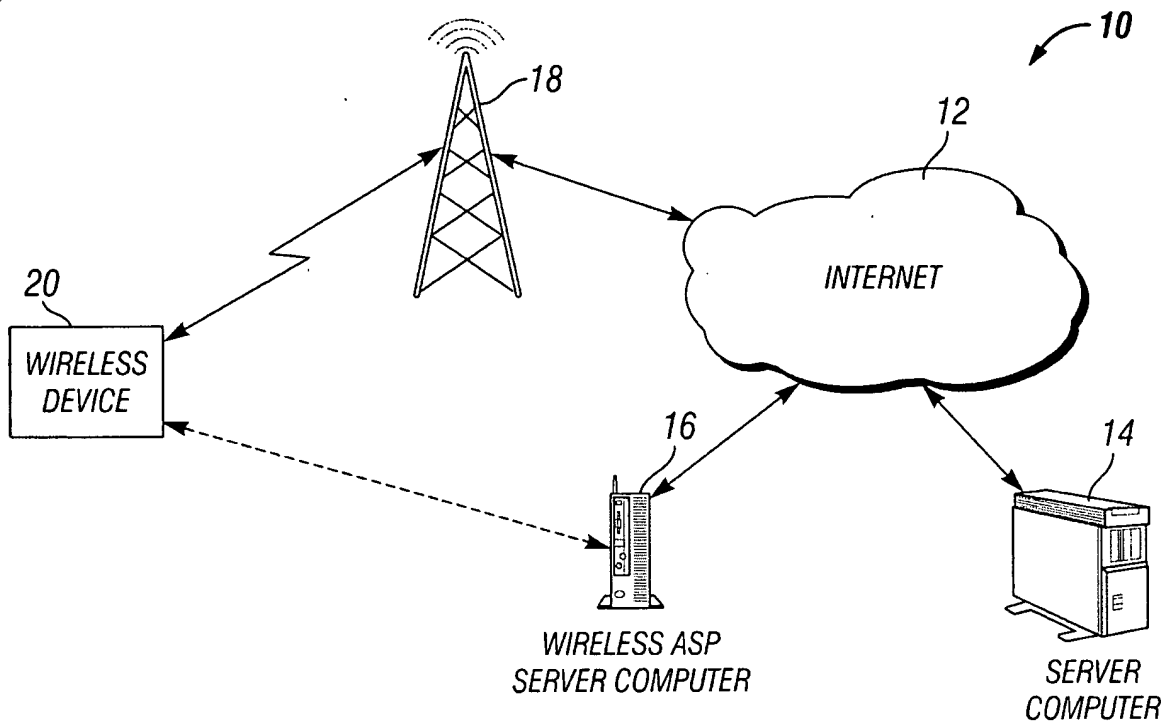 10
18
12
INTERNET
20
WIRELESS
DEVICE
16
14
WIRELESS ASP
SERVER COMPUTER
SERVER
COMPUTER